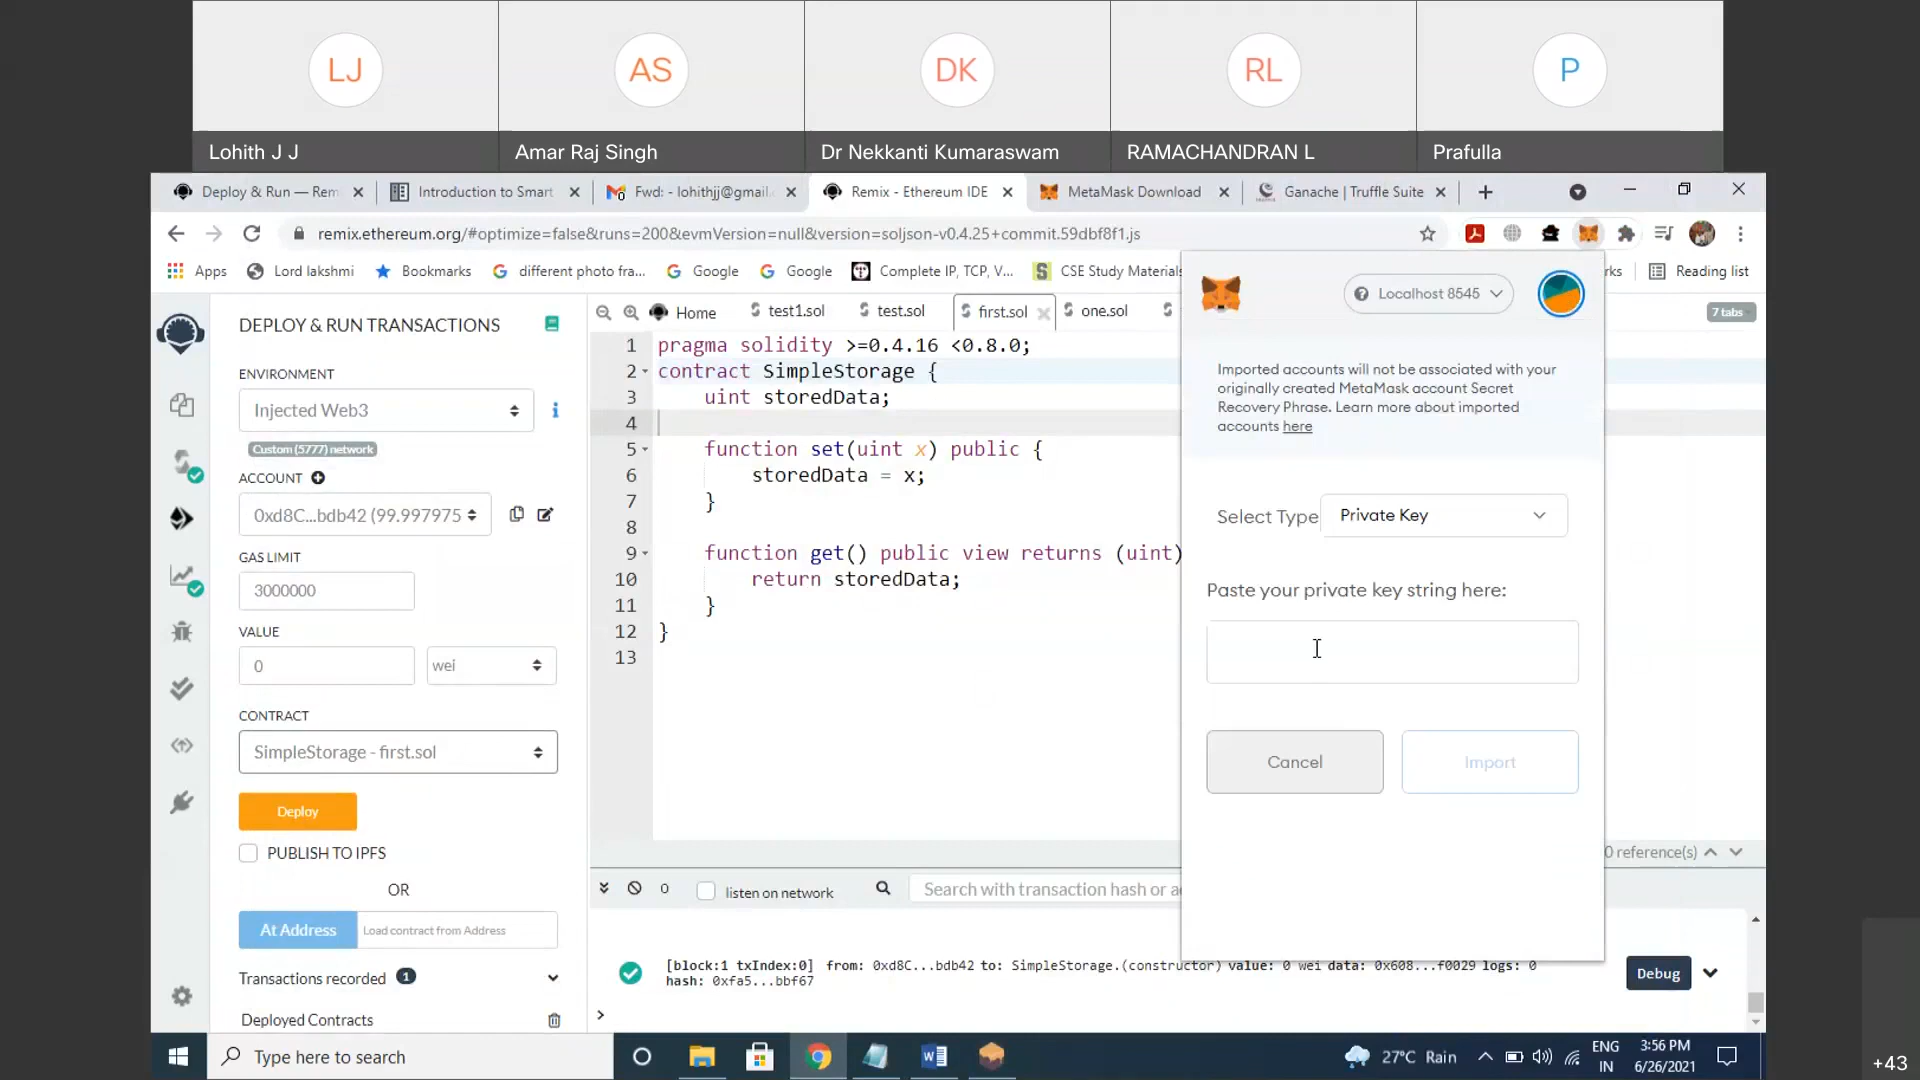 LJ
AS
DK
RL
P
Lohith J J
Amar Raj Singh
Dr Nekkanti Kumaraswam
RAMACHANDRAN L
Prafulla
Deploy & Run — Rem
Introduction to Smart
Fwd: - lohithjj@gmail.
Remix - Ethereum IDE
MetaMask Download
Ganache | Truffle Suite
remix.ethereum.org/#optimize=false&runs=200&evmVersion=null&version=soljson-v0.4.25+commit.59dbf8f1.js
Apps
Lord lakshmi
Bookmarks
different photo fra...
Google
Google
Complete IP, TCP, V...
CSE Study Materials
rks
Reading list
DEPLOY & RUN TRANSACTIONS
ENVIRONMENT
Injected Web3
Custom (5777) network
ACCOUNT
0xd8C...bdb42 (99.997975
GAS LIMIT
3000000
VALUE
0
wei
CONTRACT
SimpleStorage - first.sol
Deploy
PUBLISH TO IPFS
OR
At Address
Load contract from Address
Transactions recorded 1
Deployed Contracts
Home
test1.sol
test.sol
first.sol
one.sol
7 tabs
1 pragma solidity >=0.4.16 <0.8.0;
2 contract SimpleStorage {
3 uint storedData;
4
5 function set(uint x) public {
6 storedData = x;
7 }
8
9 function get() public view returns (uint)
10 return storedData;
11 }
12 }
13
Localhost 8545
Imported accounts will not be associated with your
originally created MetaMask account Secret
Recovery Phrase. Learn more about imported
accounts here
Select Type
Private Key
Paste your private key string here:
Cancel
Import
0 reference(s)
0
listen on network
Search with transaction hash or a
[block:1 txIndex:0] from: 0xd8C...bdb42 to: SimpleStorage.(constructor) value: 0 wei data: 0x608...f0029 logs: 0
hash: 0xfa5...bbf67
Debug
>
Type here to search
27°C Rain
ENG
IN
3:56 PM
6/26/2021
+43